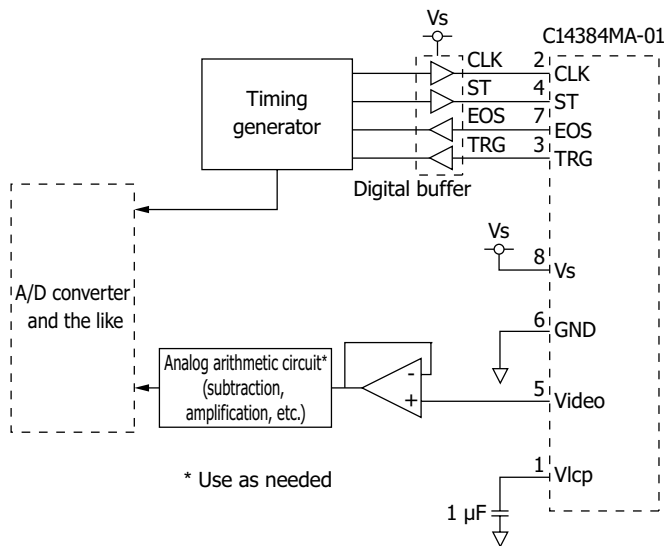 Vs
C14384MA-01
CLK
2
CLK
ST
4
ST
Timing
generator
EOS
7
EOS
TRG
3
TRG
Digital buffer
Vs
8
Vs
A/D converter
and the like
6
GND
Analog arithmetic circuit*
(subtraction,
amplification, etc.)
-
+
5
Video
* Use as needed
1
Vlcp
1 µF